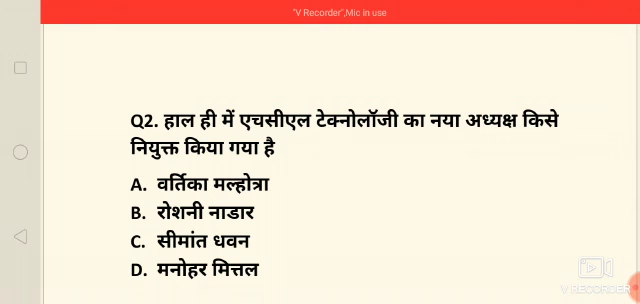 "V Recorder",Mic in use
Q2. हाल ही में एचसीएल टेक्नोलॉजी का नया अध्यक्ष किसे
नियुक्त किया गया है
A. वर्तिका मल्होत्रा
B. रोशनी नाडार
C. सीमांत धवन
D. मनोहर मित्तल
V RECORDER